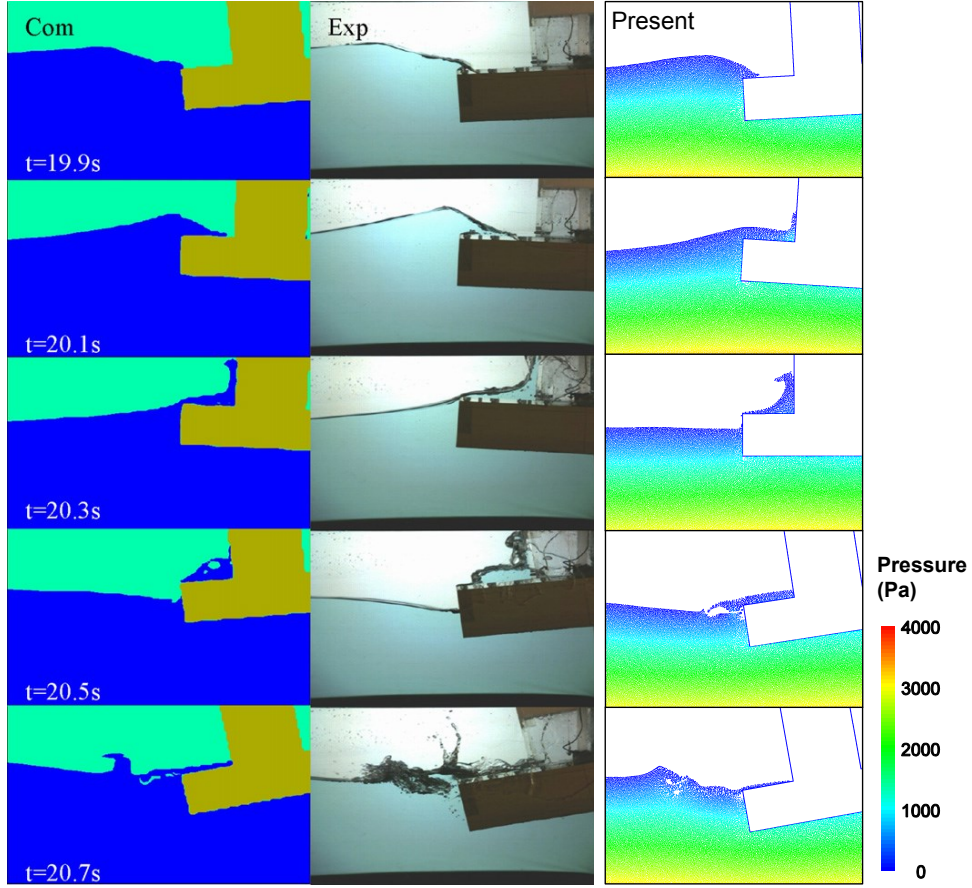 Com
Exp
Present
t=19.9s
t=20.1s
t=20.3s
t=20.5s
Pressure
(Pa)
4000
3000
2000
1000
0
t=20.7s